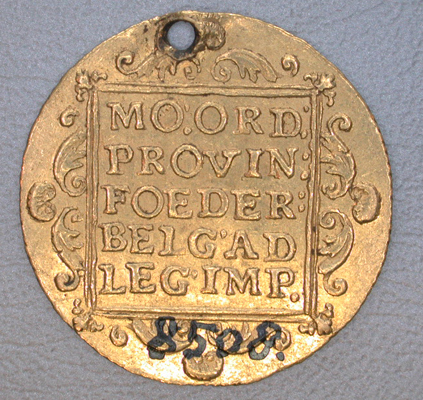 MO.ORD:
PROVIN:
FOEDER:
BELG·AD
LEG·IMP.
8508.